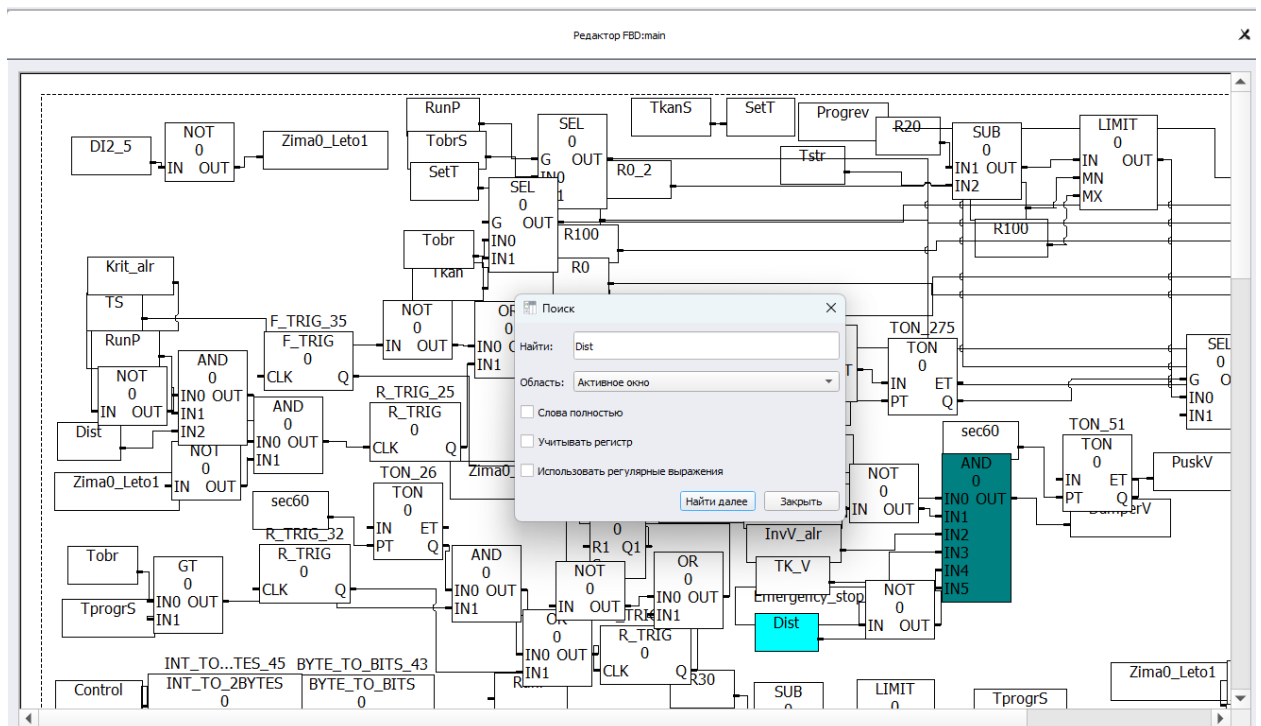 Редактор FBD:main
RunP
TkanS
SetT
Progrev
DI2_5
NOT
0
IN OUT
Zima0_Leto1
TobrS
SEL
0
G OUT
IN0
R20
SUB
0
IN1 OUT
IN2
LIMIT
0
IN OUT
MN
MX
SetT
Tstr
R0_2
SEL
0
G OUT
IN0
IN1
R100
R100
Tobr
Tkan
R0
Krit_alr
TS
F_TRIG_35
F_TRIG
0
CLK Q
NOT
0
IN OUT
IN0
IN1
RunP
NOT
0
IN OUT
AND
0
IN0 OUT
IN1
IN2
Dist
AND
0
IN0 OUT
IN1
R_TRIG_25
R_TRIG
0
CLK Q
NOT
0
IN OUT
Zima0_Leto1
Поиск
Найти:
Dist
Область:
Активное окно
Слова полностью
Учитывать регистр
Использовать регулярные выражения
Найти далее
Закрыть
TON_275
TON
0
IN ET
PT Q
SEL
0
G
IN0
IN1
sec60
TON_51
TON
0
IN ET
PT Q
PuskV
DamperV
NOT
0
IN OUT
AND
0
IN0 OUT
IN1
IN2
IN3
IN4
IN5
sec60
TON_26
TON
0
IN ET
PT Q
R_TRIG_32
R_TRIG
0
CLK Q
Tobr
GT
0
IN0 OUT
IN1
TprogrS
AND
0
IN0 OUT
IN1
0
R1 Q1
NOT
0
IN OUT
OR
0
IN0 OUT
IN1
InvV_alr
TK_V
Emergency_stop
Dist
NOT
0
IN OUT
OR
0
IN0 OUT
IN1
R_TRIG
0
CLK Q
INT_TO...TES_45
BYTE_TO_BITS_43
Control
INT_TO_2BYTES
0
BYTE_TO_BITS
0
R30
SUB
LIMIT
TprogrS
Zima0_Leto1